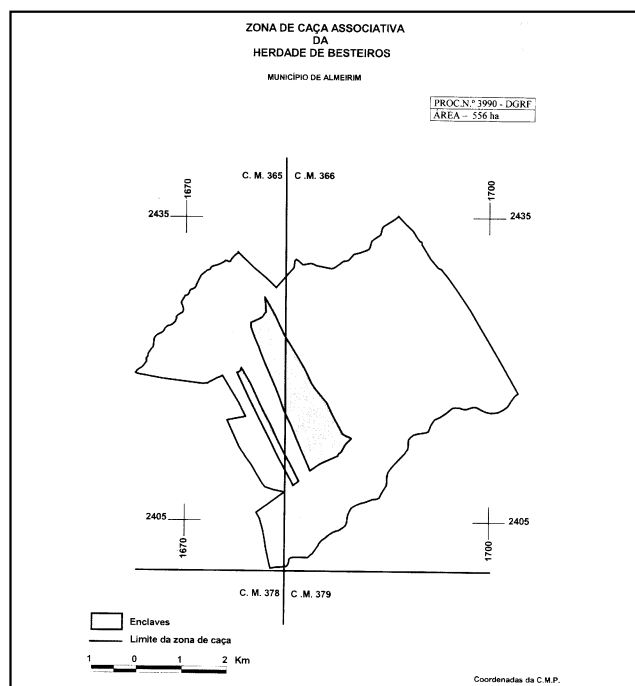 ZONA DE CAÇA ASSOCIATIVA
DA
HERDADE DE BESTEIROS
MUNICÍPIO DE ALMEIRIM
PROC.N.º 3990 - DGRF
ÁREA – 556 ha
C. M. 365 C .M. 366
1670
1700
2435
2435
2405
2405
1670
1700
C. M. 378 C .M. 379
Enclaves
Limite da zona de caça
1 0 1 2 Km
Coordenadas da C.M.P.